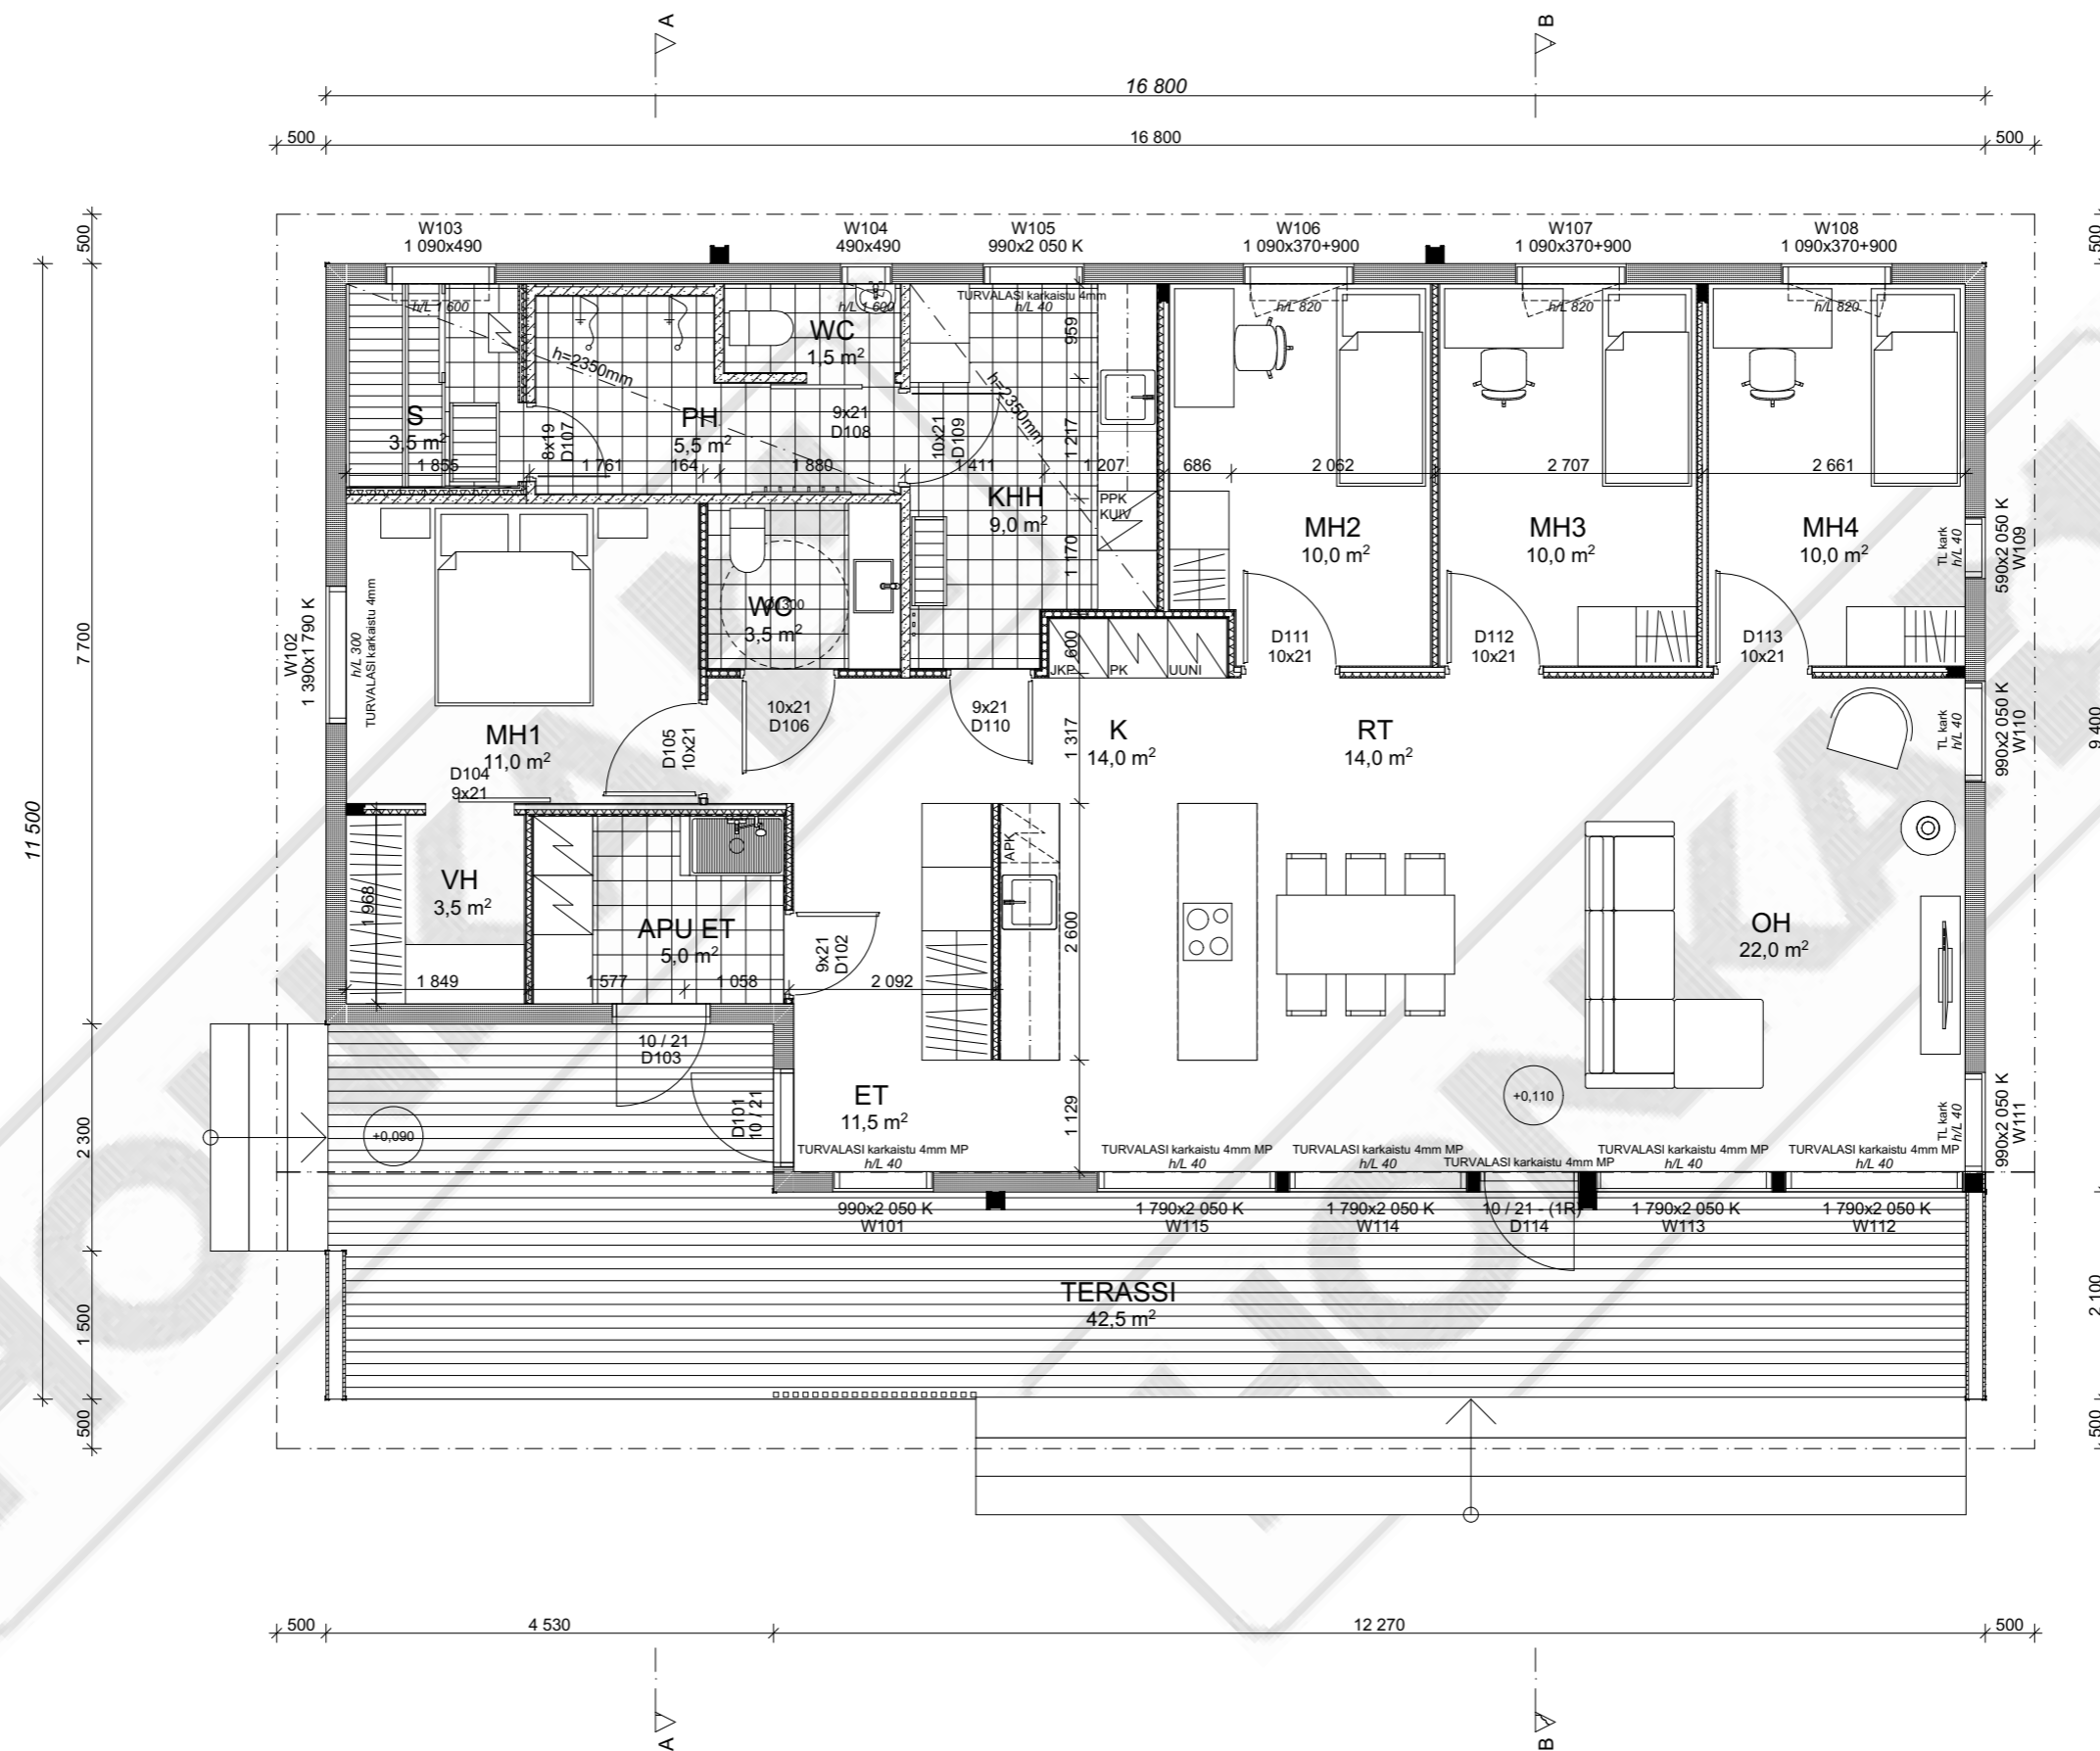 A
B
16 800
500
16 800
500
W103
1 090x490
W104
490x490
W105
990x2 050 K
W106
1 090x370+900
W107
1 090x370+900
W108
1 090x370+900
500
500
h/L 1 600
h/L 1 600
TURVALASI karkaistu 4mm
h/L 40
h/L 820
h/L 820
h/L 820
WC
1,5 m²
959
h=2350mm
h=2350mm
S
3,5 m²
8x19
D107
PH
5,5 m²
9x21
D108
10x21
D109
1 217
1 855
1 761
164
1 880
1 411
1 207
686
2 062
2 707
2 661
KHH
9,0 m²
PPK
KUIV
1 170
MH2
10,0 m²
MH3
10,0 m²
MH4
10,0 m²
TL kark
h/L 40
590x2 050 K
W109
7 700
W102
1 390x1 790 K
h/L 300
TURVALASI karkaistu 4mm
WC
3,5 m²
Ø1300
600
JKP
PK
UUNI
D111
10x21
D112
10x21
D113
10x21
MH1
11,0 m²
D104
9x21
D105
10x21
10x21
D106
9x21
D110
1 317
K
14,0 m²
RT
14,0 m²
TL kark
h/L 40
990x2 050 K
W110
9 400
11 500
APK
VH
3,5 m²
1 968
APU ET
5,0 m²
9x21
D102
2 600
OH
22,0 m²
1 849
1 577
1 058
2 092
10 / 21
D103
D101
10 / 21
ET
11,5 m²
1 129
+0,110
+0,090
2 300
TL kark
h/L 40
990x2 050 K
W111
TURVALASI karkaistu 4mm MP
h/L 40
TURVALASI karkaistu 4mm MP
h/L 40
TURVALASI karkaistu 4mm MP
h/L 40
TURVALASI karkaistu 4mm MP
TURVALASI karkaistu 4mm MP
h/L 40
TURVALASI karkaistu 4mm MP
h/L 40
990x2 050 K
W101
1 790x2 050 K
W115
1 790x2 050 K
W114
10 / 21 - (1R)
D114
1 790x2 050 K
W113
1 790x2 050 K
W112
TERASSI
42,5 m²
1 500
2 100
500
500
500
4 530
12 270
500
A
B
HONKA
HONKA